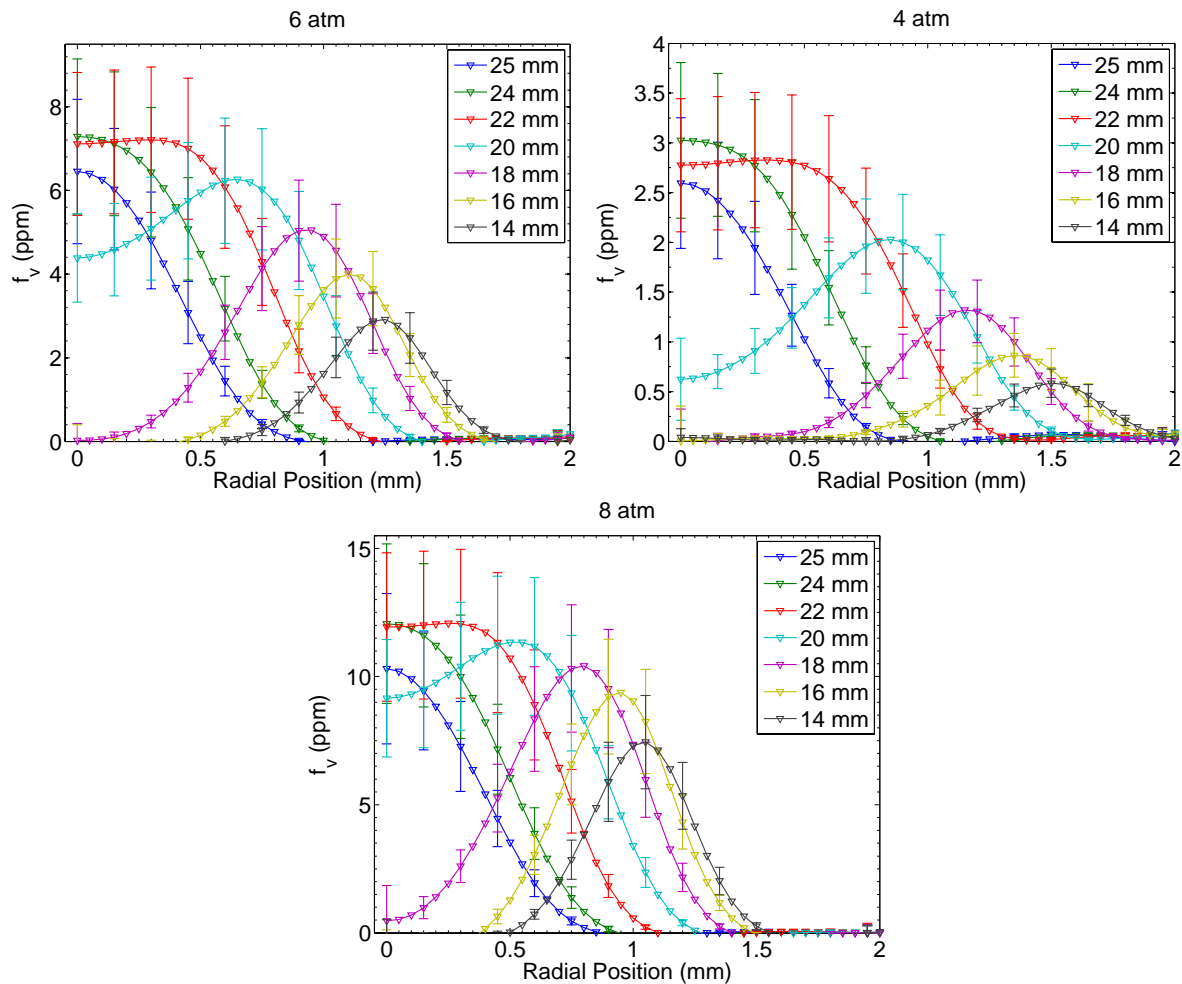 6 atm
f_v (ppm)
8
6
4
2
0
0
0.5
1
1.5
2
Radial Position (mm)
25 mm
24 mm
22 mm
20 mm
18 mm
16 mm
14 mm
4 atm
f_v (ppm)
4
3.5
3
2.5
2
1.5
1
0.5
0
0
0.5
1
1.5
2
Radial Position (mm)
25 mm
24 mm
22 mm
20 mm
18 mm
16 mm
14 mm
8 atm
f_v (ppm)
15
10
5
0
0
0.5
1
1.5
2
Radial Position (mm)
25 mm
24 mm
22 mm
20 mm
18 mm
16 mm
14 mm